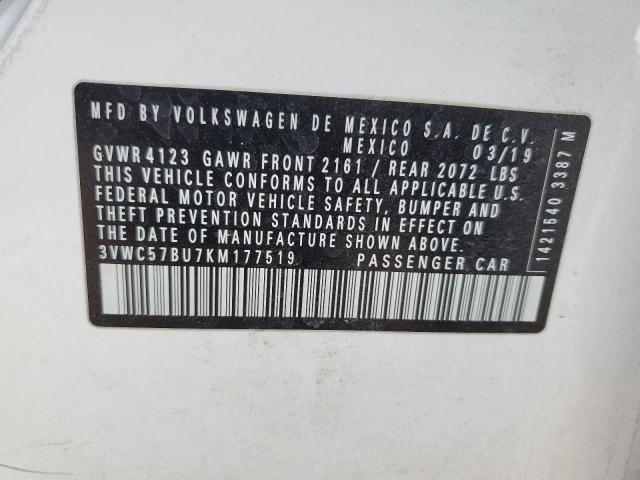 MFD BY VOLKSWAGEN DE MEXICO S.A. DE C.V.
MEXICO 03/19
GVWR 4123 GAWR FRONT 2161 / REAR 2072 LBS
THIS VEHICLE CONFORMS TO ALL APPLICABLE U.S.
FEDERAL MOTOR VEHICLE SAFETY, BUMPER AND
THEFT PREVENTION STANDARDS IN EFFECT ON
THE DATE OF MANUFACTURE SHOWN ABOVE.
3VWC57BU7KM177519 PASSENGER CAR
1421640 3387 M